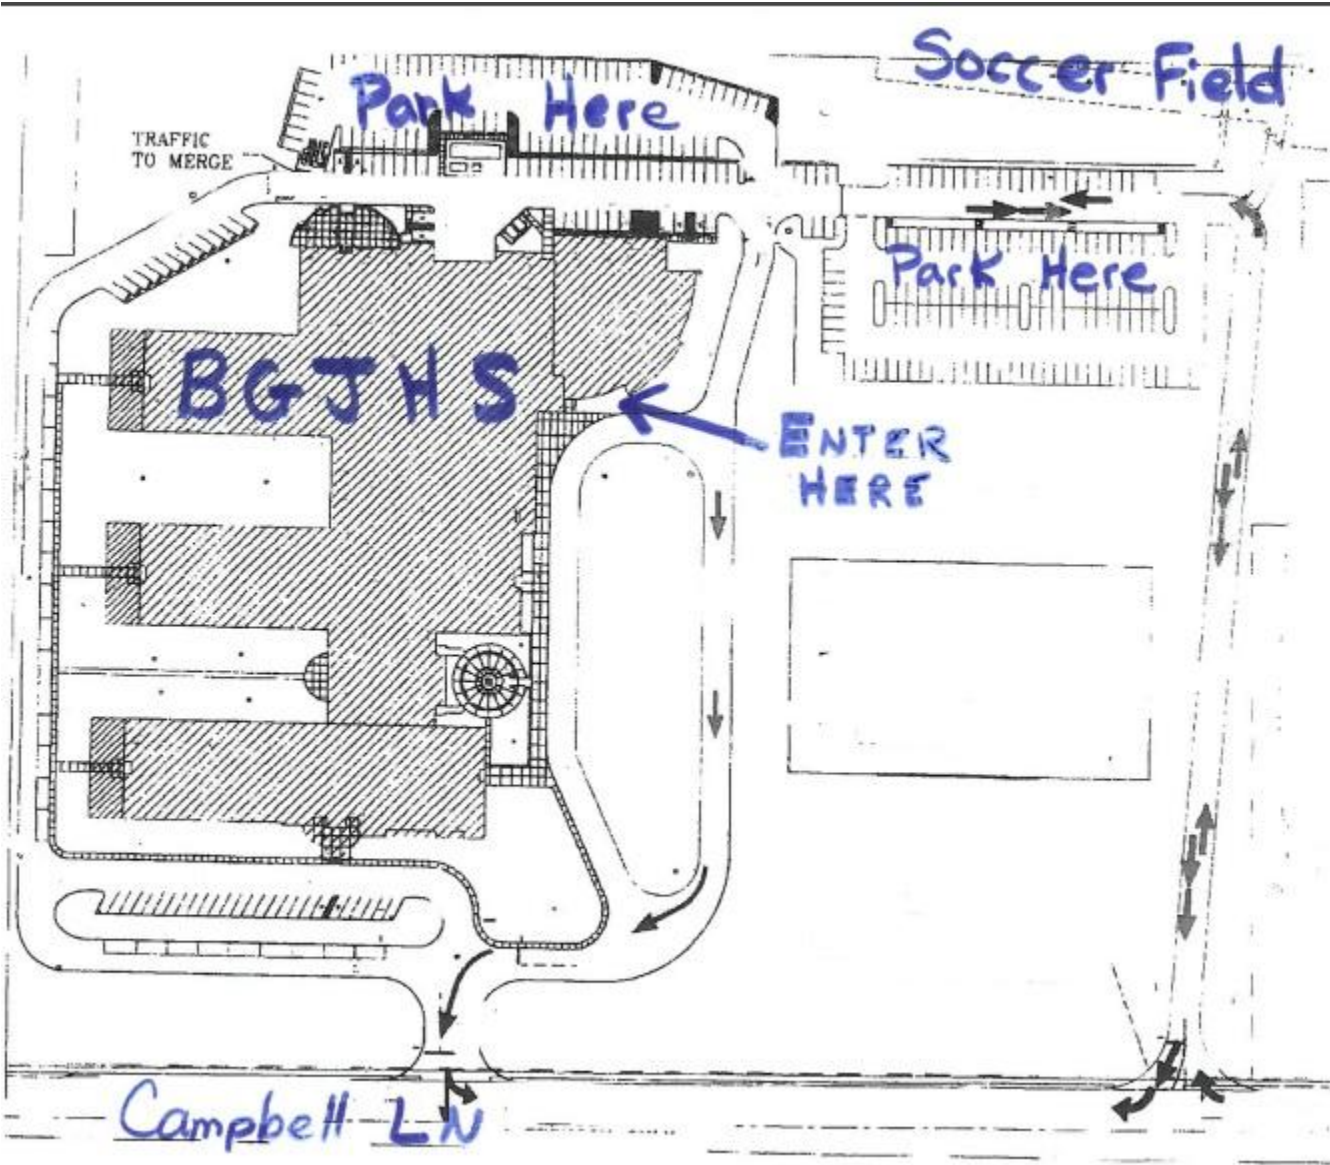 Soccer Field
Park Here
TRAFFIC
TO MERGE
Park Here
BGJHS
ENTER
HERE
Campbell LN